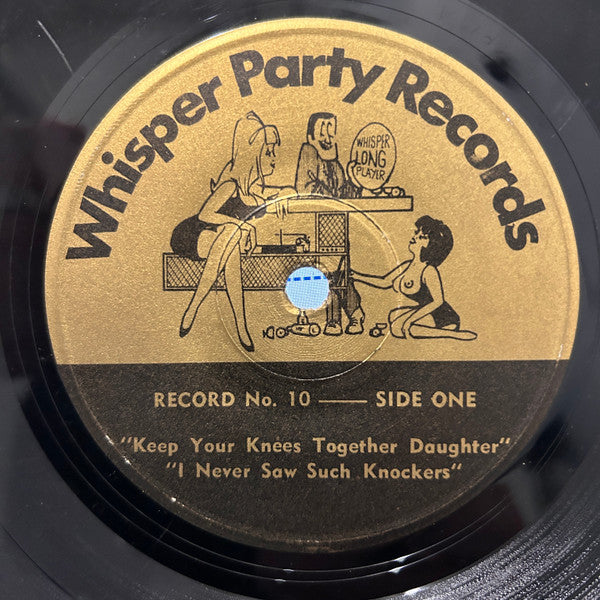 Whisper Party Records
WHISPER
LONG
PLAYER
RECORD No. 10 — SIDE ONE
"Keep Your Knees Together Daughter"
"I Never Saw Such Knockers"